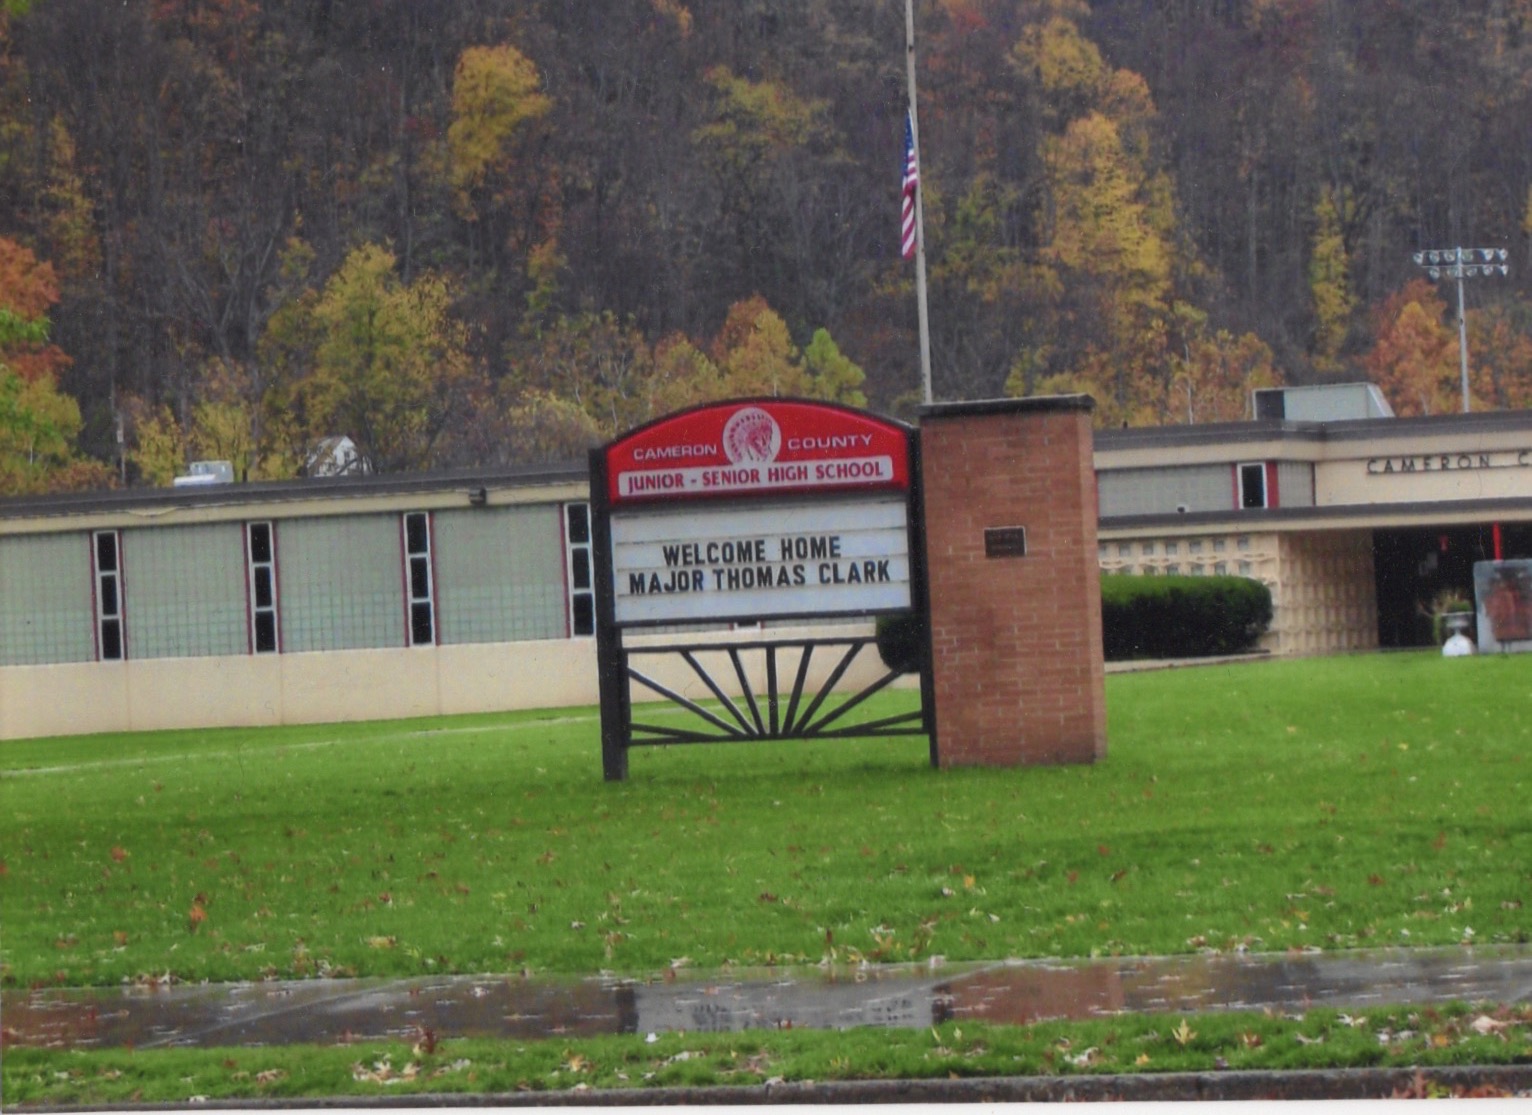 CAMERON COUNTY
JUNIOR - SENIOR HIGH SCHOOL
WELCOME HOME
MAJOR THOMAS CLARK
CAMERON C